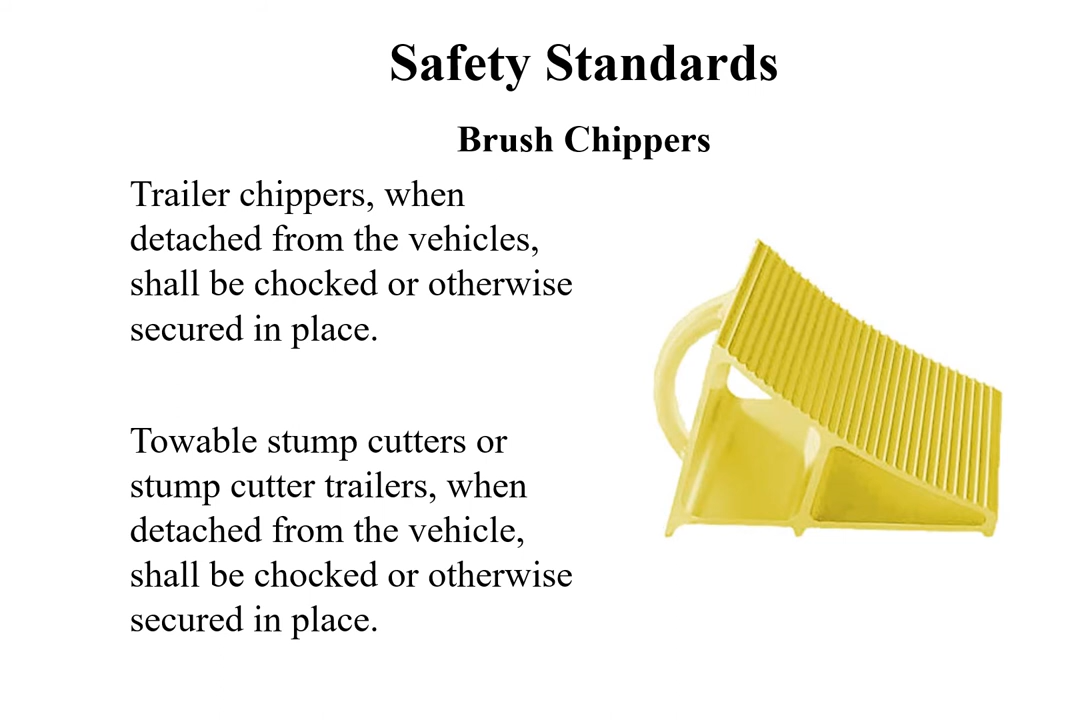 Safety Standards
Brush Chippers
Trailer chippers, when
detached from the vehicles,
shall be chocked or otherwise
secured in place.
Towable stump cutters or
stump cutter trailers, when
detached from the vehicle,
shall be chocked or otherwise
secured in place.